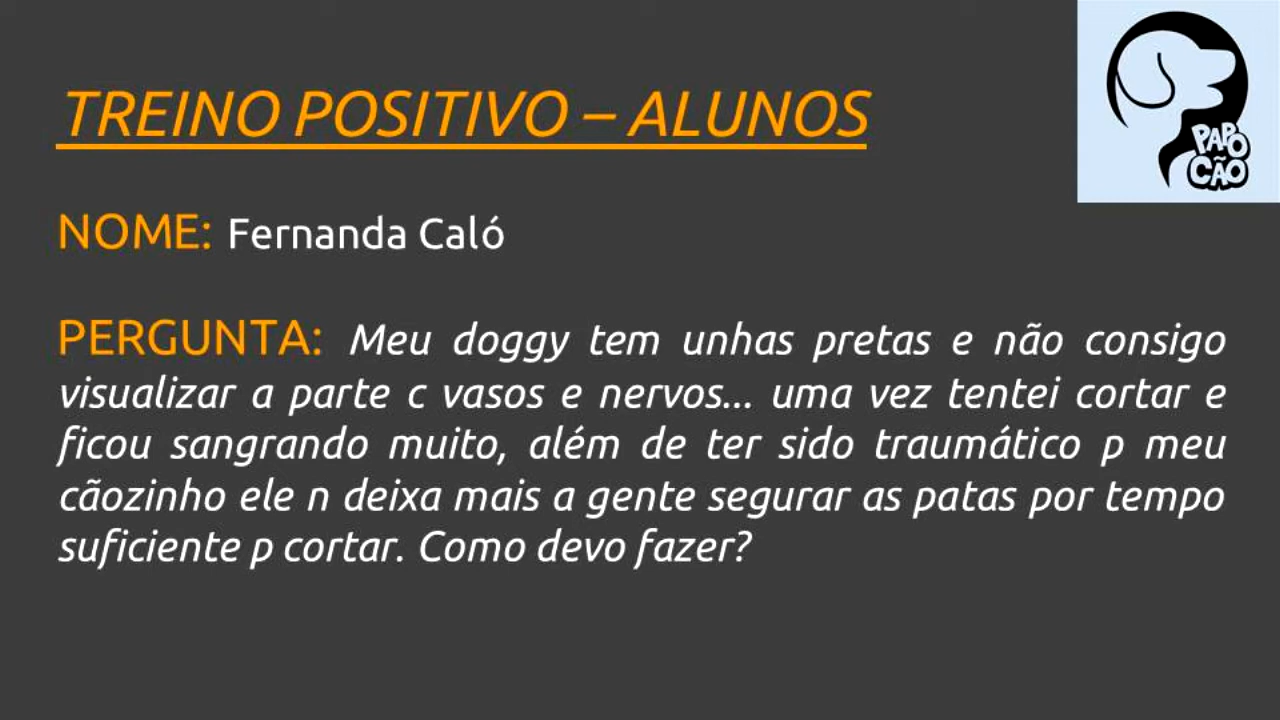 TREINO POSITIVO – ALUNOS
PAPO
CÃO
NOME: Fernanda Caló
PERGUNTA: Meu doggy tem unhas pretas e não consigo
visualizar a parte c vasos e nervos... uma vez tentei cortar e
ficou sangrando muito, além de ter sido traumático p meu
cãozinho ele n deixa mais a gente segurar as patas por tempo
suficiente p cortar. Como devo fazer?